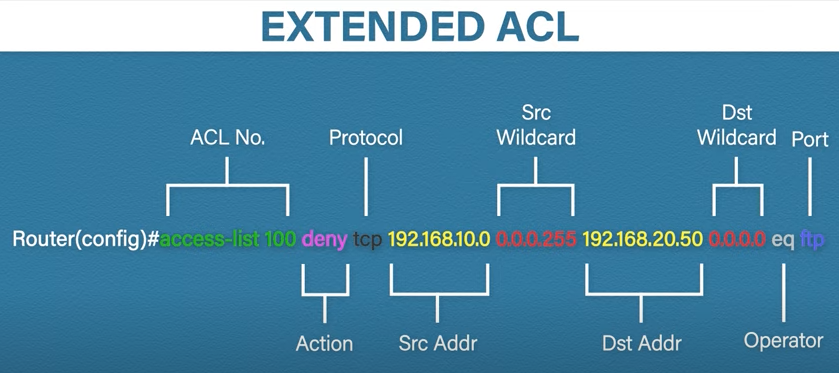 EXTENDED ACL
ACL No.
Protocol
Src
Wildcard
Dst
Wildcard
Port
Router(config)#access-list 100 deny tcp 192.168.10.0 0.0.0.255 192.168.20.50 0.0.0.0 eq ftp
Action
Src Addr
Dst Addr
Operator